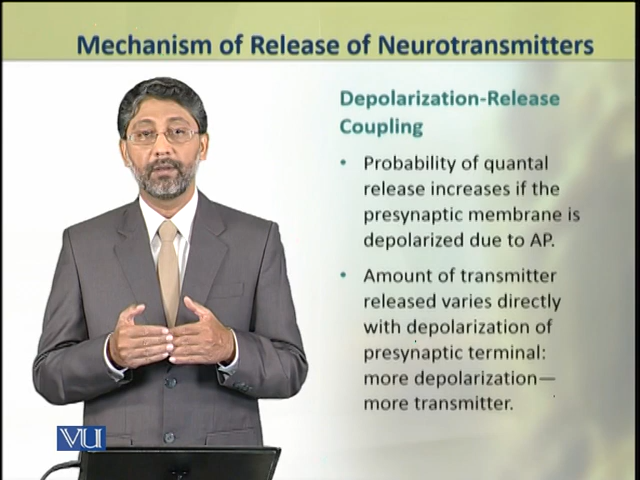 Mechanism of Release of Neurotransmitters
Depolarization-Release
Coupling
• Probability of quantal
release increases if the
presynaptic membrane is
depolarized due to AP.
• Amount of transmitter
released varies directly
with depolarization of
presynaptic terminal:
more depolarization—
more transmitter.
VU